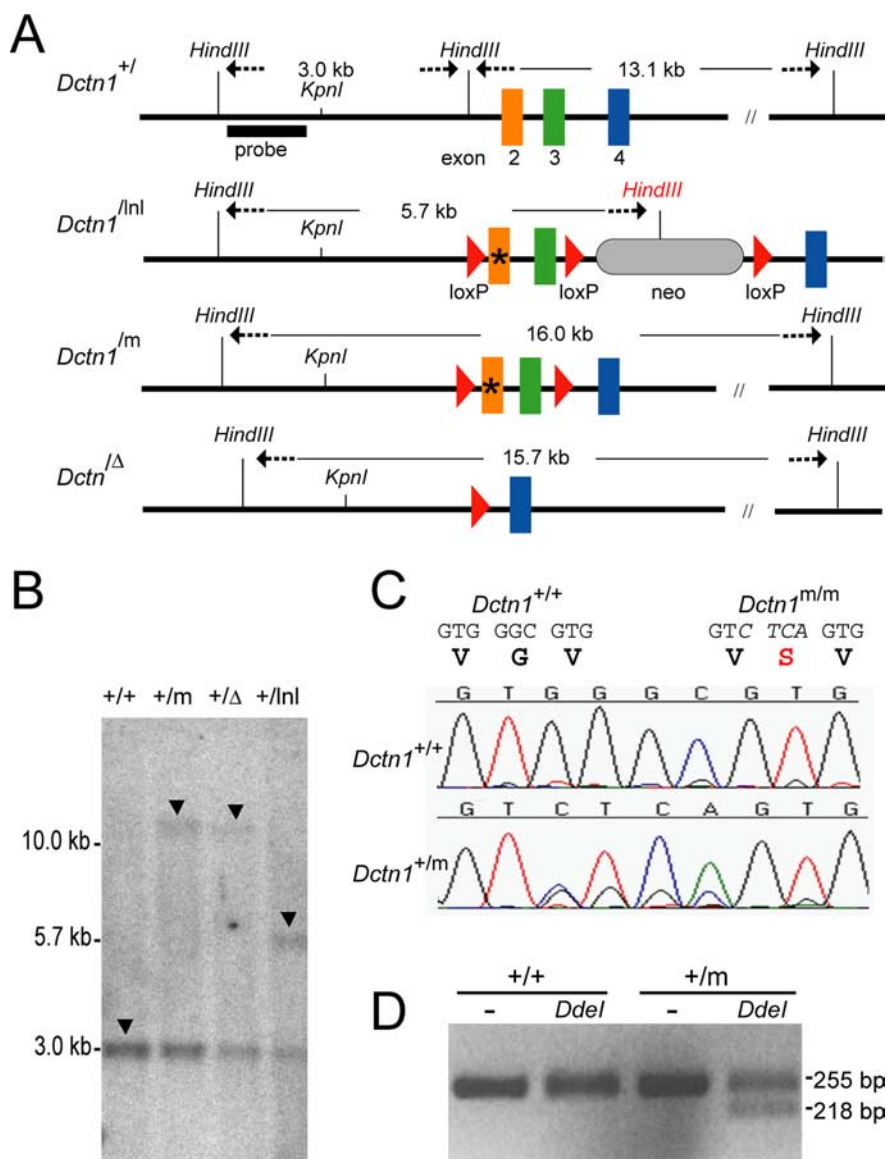 A
Dctn1+/
HindIII HindIII HindIII
3.0 kb 13.1 kb
KpnI
probe
exon 2 3 4
Dctn1/lnl
HindIII HindIII
5.7 kb
KpnI
*
loxP loxP neo loxP
Dctn1/m
HindIII HindIII
16.0 kb
KpnI
*
//
Dctn/Δ
HindIII HindIII
15.7 kb
KpnI
//
B
+/+ +/m +/Δ +/lnl
10.0 kb
5.7 kb
3.0 kb
C
Dctn1+/+ Dctn1m/m
GTG GGC GTG GTC TCA GTG
V G V V S V
G T G G G C G T G
Dctn1+/+
G T C T C A G T G
Dctn1+/m
D
+/+ +/m
- DdeI - DdeI
-255 bp
-218 bp